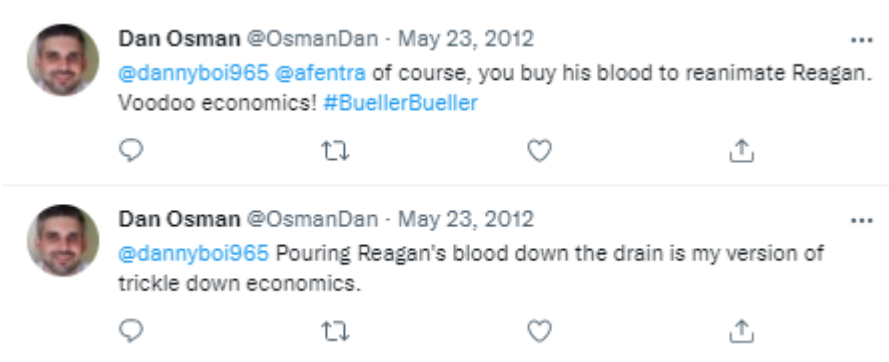 Dan Osman @OsmanDan · May 23, 2012
@dannyboi965 @afentra of course, you buy his blood to reanimate Reagan.
Voodoo economics! #BuellerBueller
Dan Osman @OsmanDan · May 23, 2012
@dannyboi965 Pouring Reagan's blood down the drain is my version of
trickle down economics.